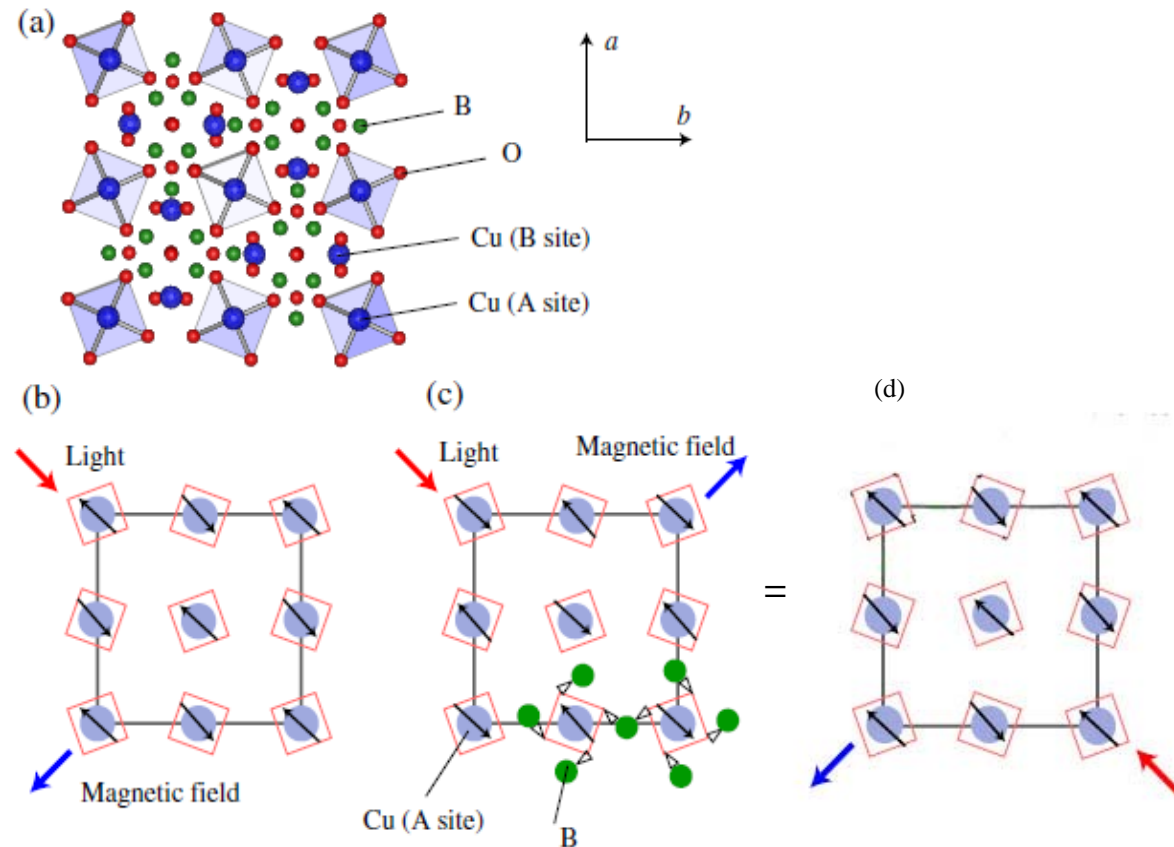 (a)
a
b
B
O
Cu (B site)
Cu (A site)
(b)
Light
Magnetic field
(c)
Light
Magnetic field
Cu (A site)
B
=
(d)